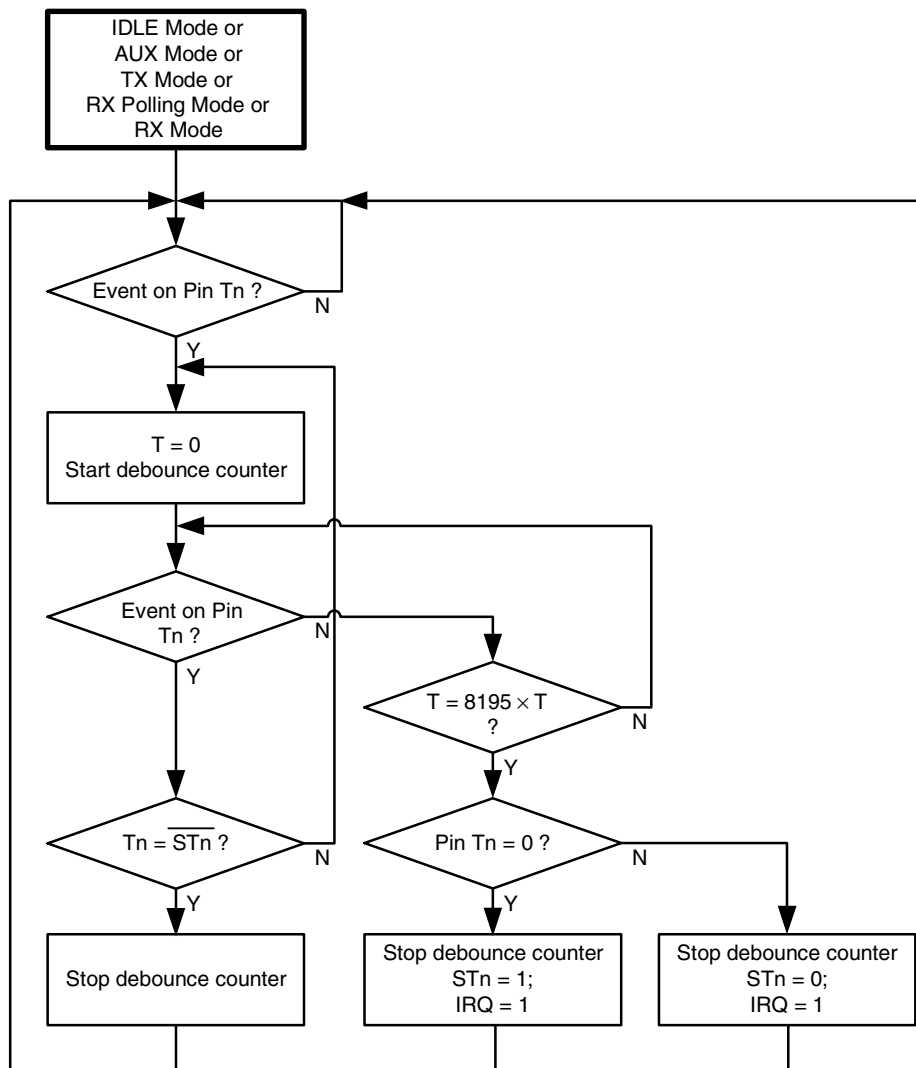 IDLE Mode or
AUX Mode or
TX Mode or
RX Polling Mode or
RX Mode
Event on Pin Tn ?
N
Y
T = 0
Start debounce counter
Event on Pin
Tn ?
N
Y
T = 8195 × T
?
N
Y
Tn = S̅T̅n̅ ?
N
Y
Pin Tn = 0 ?
N
Y
Stop debounce counter
Stop debounce counter
STn = 1;
IRQ = 1
Stop debounce counter
STn = 0;
IRQ = 1